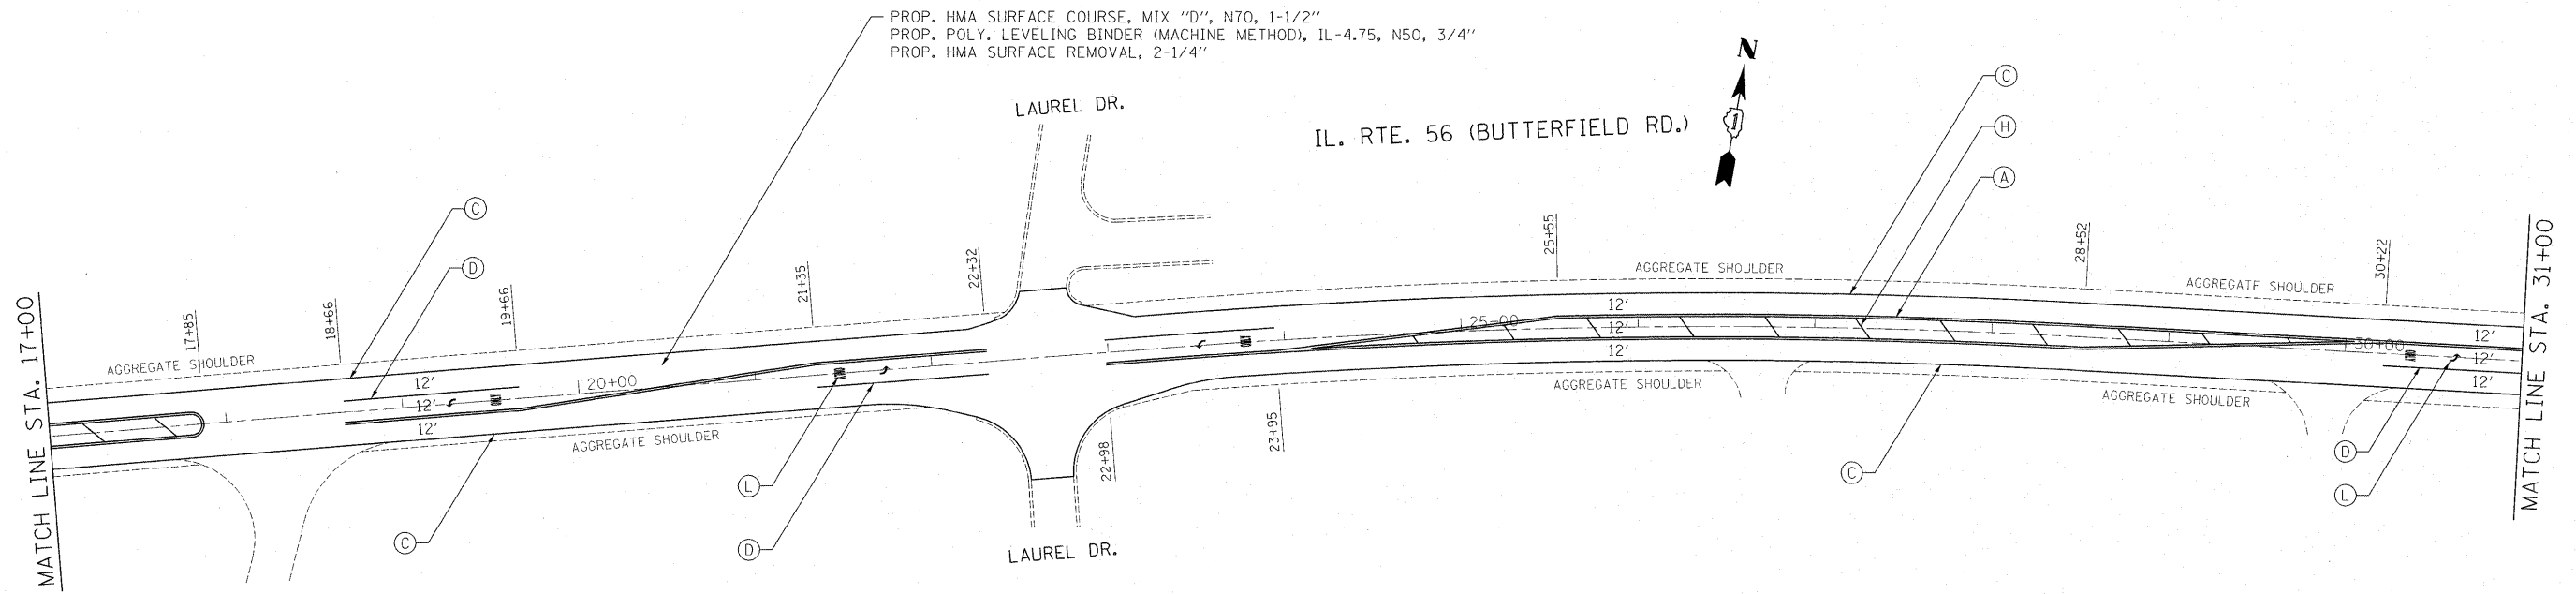 PROP. HMA SURFACE COURSE, MIX "D", N70, 1-1/2"
PROP. POLY. LEVELING BINDER (MACHINE METHOD), IL-4.75, N50, 3/4"
PROP. HMA SURFACE REMOVAL, 2-1/4"
N
1
LAUREL DR.
IL. RTE. 56 (BUTTERFIELD RD.)
C
H
A
C
D
MATCH LINE STA. 17+00
17+85
18+66
19+66
21+35
22+32
25+55
28+52
30+22
MATCH LINE STA. 31+00
AGGREGATE SHOULDER
AGGREGATE SHOULDER
AGGREGATE SHOULDER
12'
12'
12'
20+00
12'
12'
12'
25+00
30+00
12'
12'
12'
AGGREGATE SHOULDER
AGGREGATE SHOULDER
AGGREGATE SHOULDER
22+98
23+95
L
D
C
C
D
L
LAUREL DR.